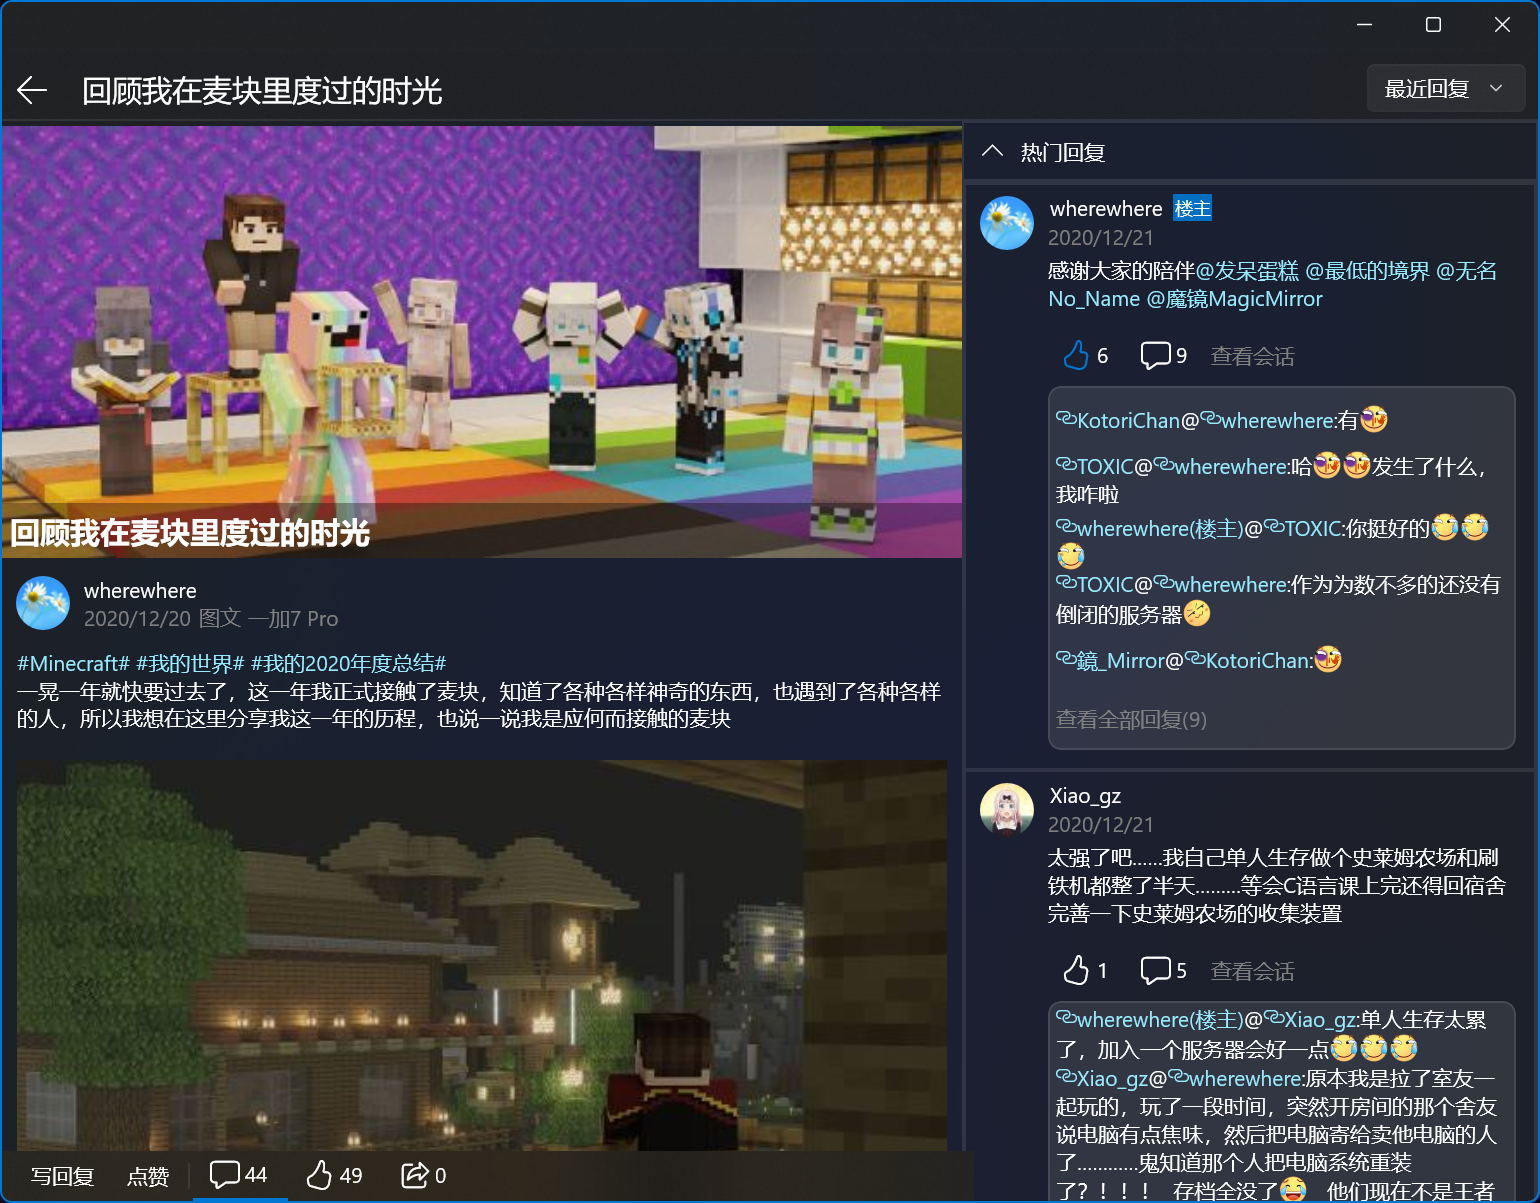 回顾我在麦块里度过的时光
最近回复
回顾我在麦块里度过的时光
wherewhere
2020/12/20 图文 一加7 Pro
#Minecraft# #我的世界# #我的2020年度总结#
一晃一年就快要过去了，这一年我正式接触了麦块，知道了各种各样神奇的东西，也遇到了各种各样
的人，所以我想在这里分享我这一年的历程，也说一说我是应何而接触的麦块
写回复 点赞 44 49 0
热门回复
wherewhere 楼主
2020/12/21
感谢大家的陪伴@发呆蛋糕 @最低的境界 @无名
No_Name @魔镜MagicMirror
6 9 查看会话
KotoriChan@wherewhere:有
TOXIC@wherewhere:哈发生了什么，
我咋啦
wherewhere(楼主)@TOXIC:你挺好的
TOXIC@wherewhere:作为为数不多的还没有
倒闭的服务器
鏡_Mirror@KotoriChan:
查看全部回复(9)
Xiao_gz
2020/12/21
太强了吧......我自己单人生存做个史莱姆农场和刷
铁机都整了半天.........等会C语言课上完还得回宿舍
完善一下史莱姆农场的收集装置
1 5 查看会话
wherewhere(楼主)@Xiao_gz:单人生存太累
了，加入一个服务器会好一点
Xiao_gz@wherewhere:原本我是拉了室友一
起玩的，玩了一段时间，突然开房间的那个舍友
说电脑有点焦味，然后把电脑寄给卖他电脑的人
了............鬼知道那个人把电脑系统重装
了？！！！！ 存档全没了 他们现在不是王者